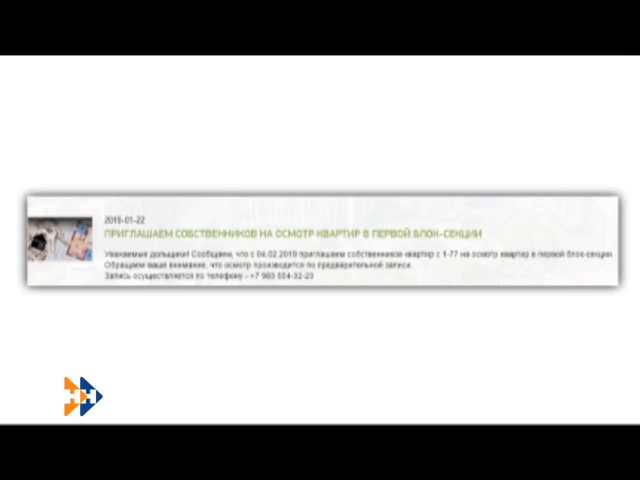 2019-01-22
ПРИГЛАШАЕМ СОБСТВЕННИКОВ НА ОСМОТР КВАРТИР В ПЕРВОЙ БЛОК-СЕКЦИИ
Уважаемые дольщики! Сообщаем, что с 04.02.2019 приглашаем собственников квартир с 1-77 на осмотр квартир в первой блок-секции.
Обращаем ваше внимание, что осмотр производится по предварительной записи.
Запись осуществляется по телефону - +7 983 554-32-23
НН